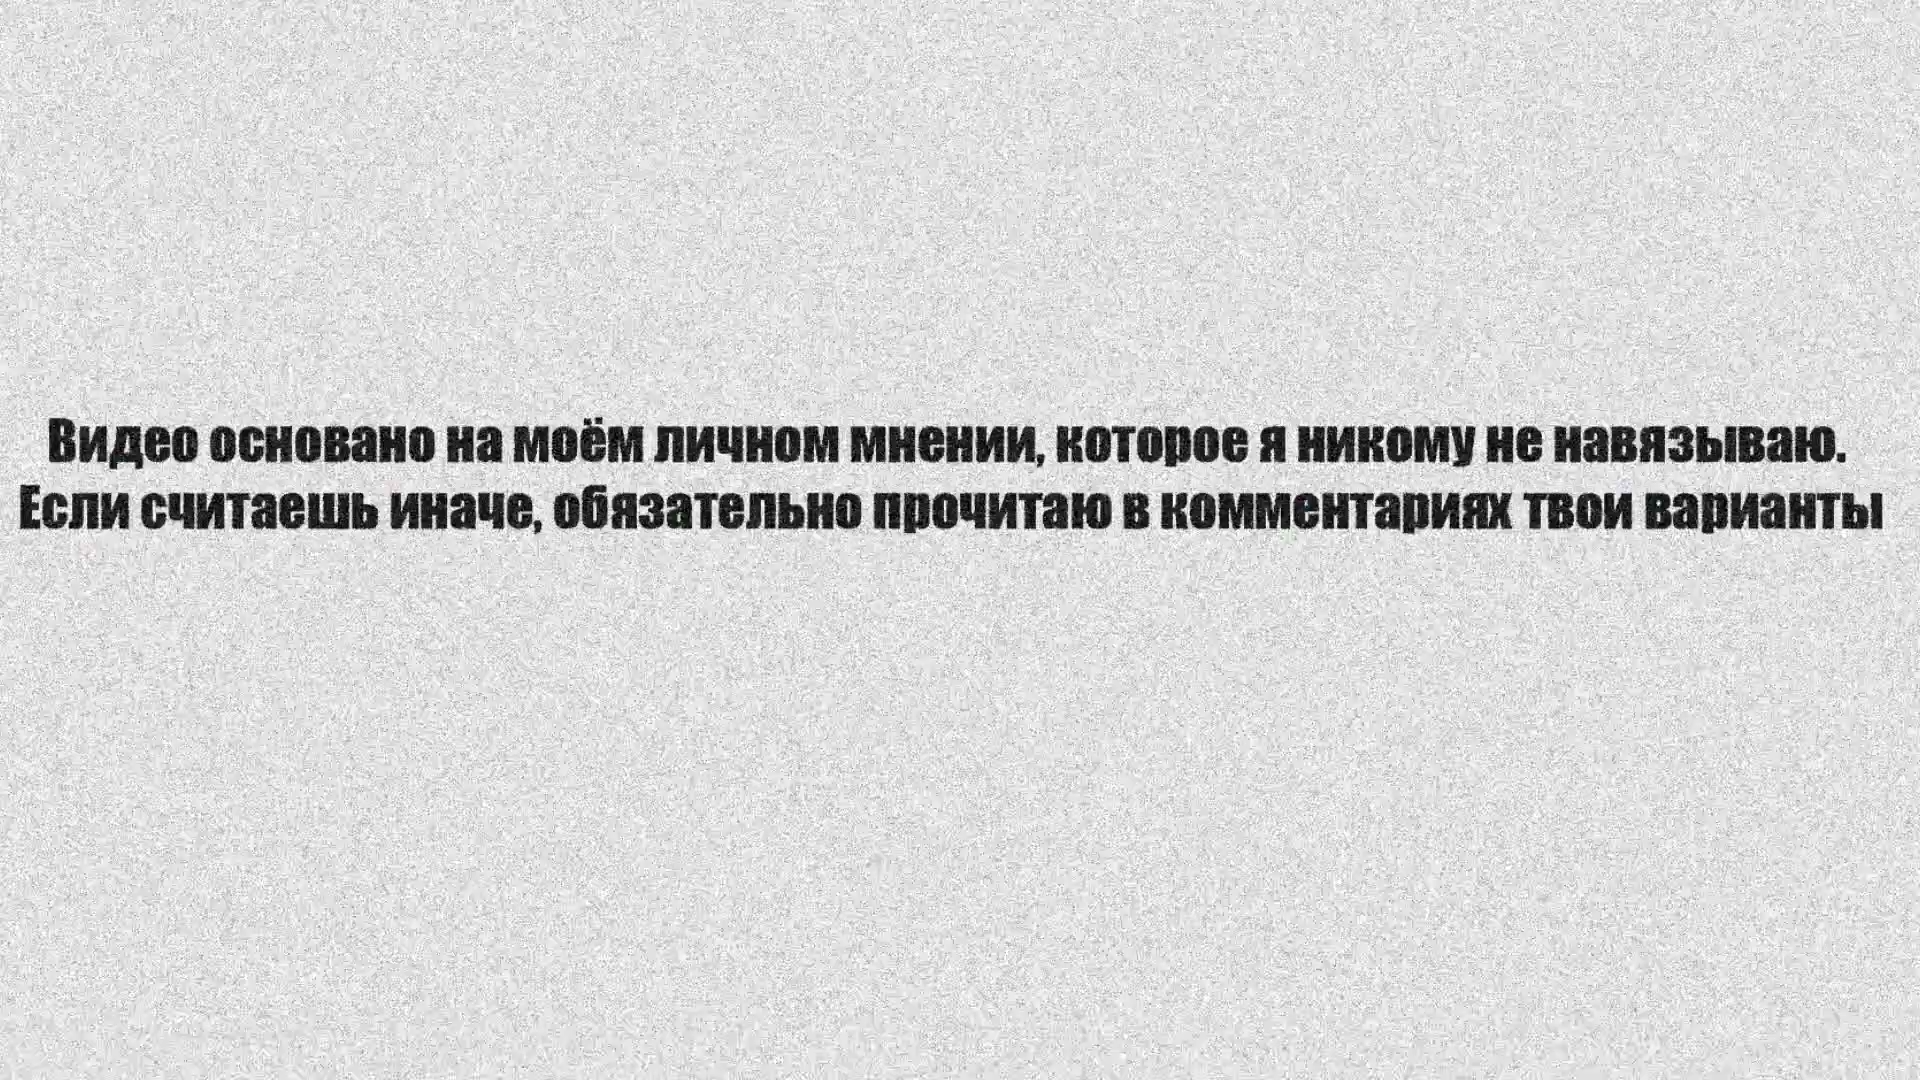 Видео основано на моём личном мнении, которое я никому не навязываю.
Если считаешь иначе, обязательно прочитаю в комментариях твои варианты